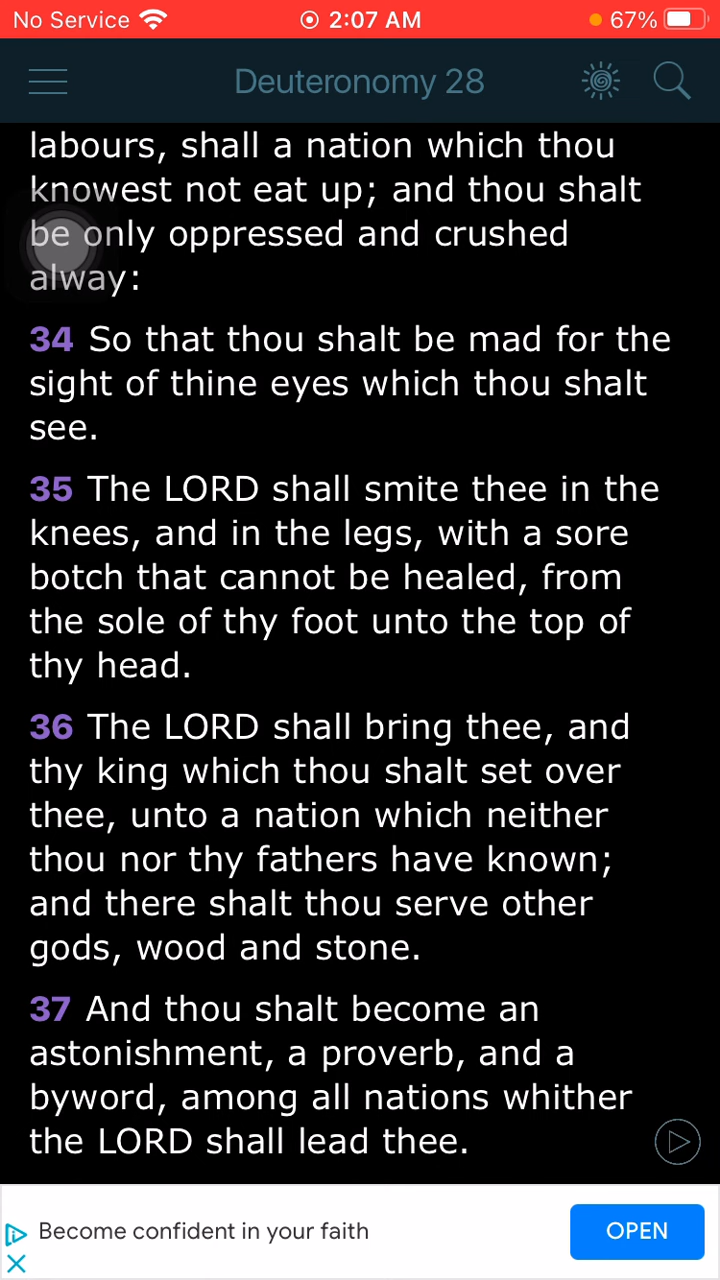 No Service 2:07 AM 67%
Deuteronomy 28
labours, shall a nation which thou
knowest not eat up; and thou shalt
be only oppressed and crushed
alway:
34 So that thou shalt be mad for the
sight of thine eyes which thou shalt
see.
35 The LORD shall smite thee in the
knees, and in the legs, with a sore
botch that cannot be healed, from
the sole of thy foot unto the top of
thy head.
36 The LORD shall bring thee, and
thy king which thou shalt set over
thee, unto a nation which neither
thou nor thy fathers have known;
and there shalt thou serve other
gods, wood and stone.
37 And thou shalt become an
astonishment, a proverb, and a
byword, among all nations whither
the LORD shall lead thee.
Become confident in your faith OPEN